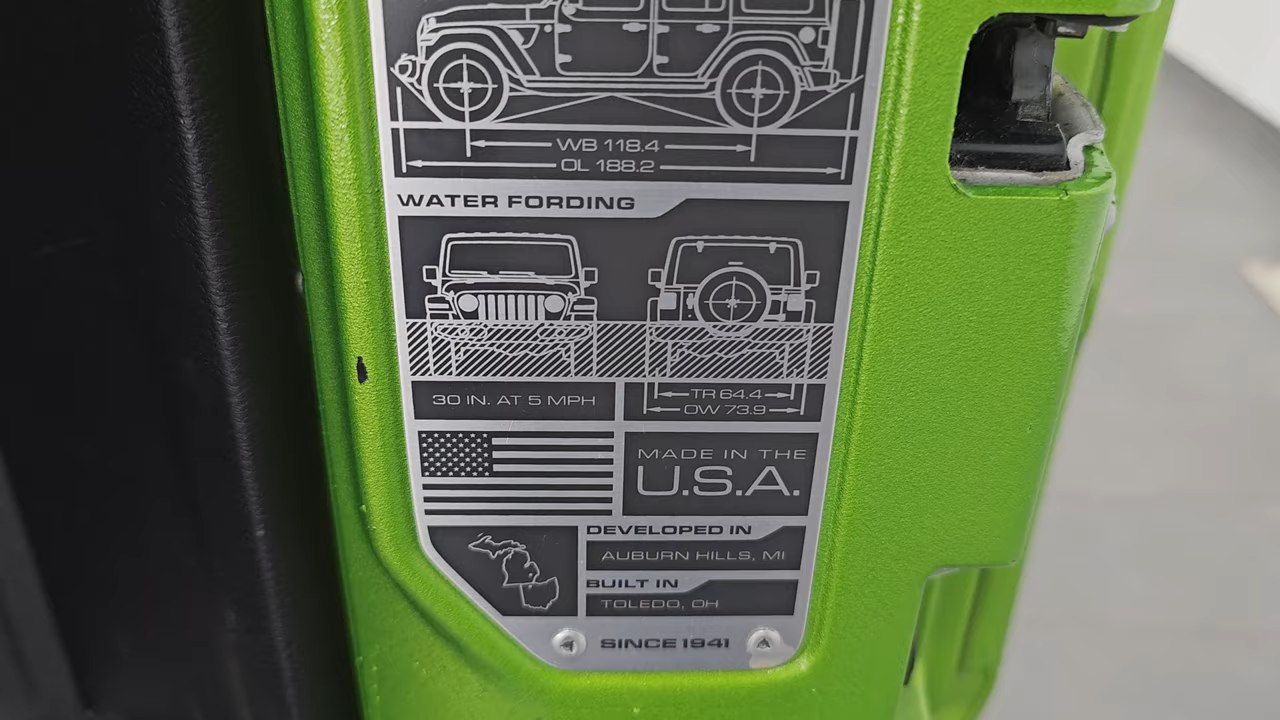 WB 118.4
OL 188.2
WATER FORDING
30 IN. AT 5 MPH
TR 64.4
OW 73.9
MADE IN THE
U.S.A.
DEVELOPED IN
AUBURN HILLS, MI
BUILT IN
TOLEDO, OH
SINCE 1941